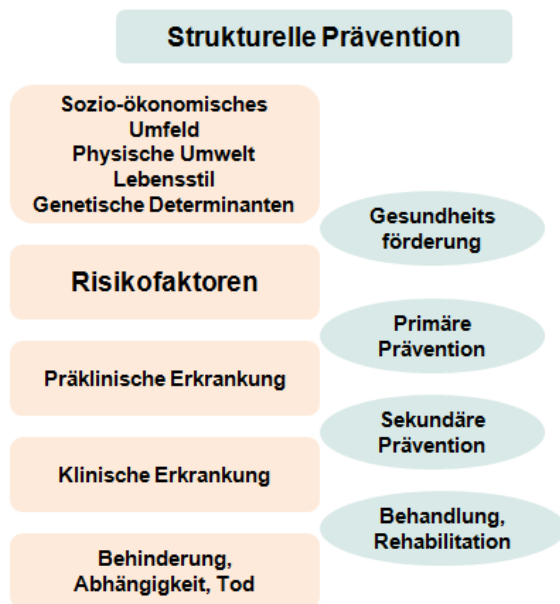 Strukturelle Prävention
Sozio-ökonomisches
Umfeld
Physische Umwelt
Lebensstil
Genetische Determinanten
Gesundheits
förderung
Risikofaktoren
Primäre
Prävention
Präklinische Erkrankung
Sekundäre
Prävention
Klinische Erkrankung
Behandlung,
Rehabilitation
Behinderung,
Abhängigkeit, Tod